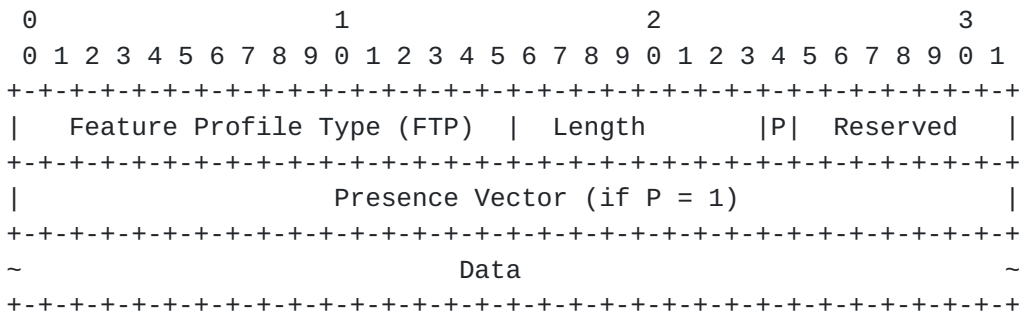 0                   1                   2                   3
 0 1 2 3 4 5 6 7 8 9 0 1 2 3 4 5 6 7 8 9 0 1 2 3 4 5 6 7 8 9 0 1
+-+-+-+-+-+-+-+-+-+-+-+-+-+-+-+-+-+-+-+-+-+-+-+-+-+-+-+-+-+-+-+-+
|   Feature Profile Type (FTP)  |  Length       |P|  Reserved   |
+-+-+-+-+-+-+-+-+-+-+-+-+-+-+-+-+-+-+-+-+-+-+-+-+-+-+-+-+-+-+-+-+
|                    Presence Vector (if P = 1)                 |
+-+-+-+-+-+-+-+-+-+-+-+-+-+-+-+-+-+-+-+-+-+-+-+-+-+-+-+-+-+-+-+-+
~                            Data                               ~
+-+-+-+-+-+-+-+-+-+-+-+-+-+-+-+-+-+-+-+-+-+-+-+-+-+-+-+-+-+-+-+-+